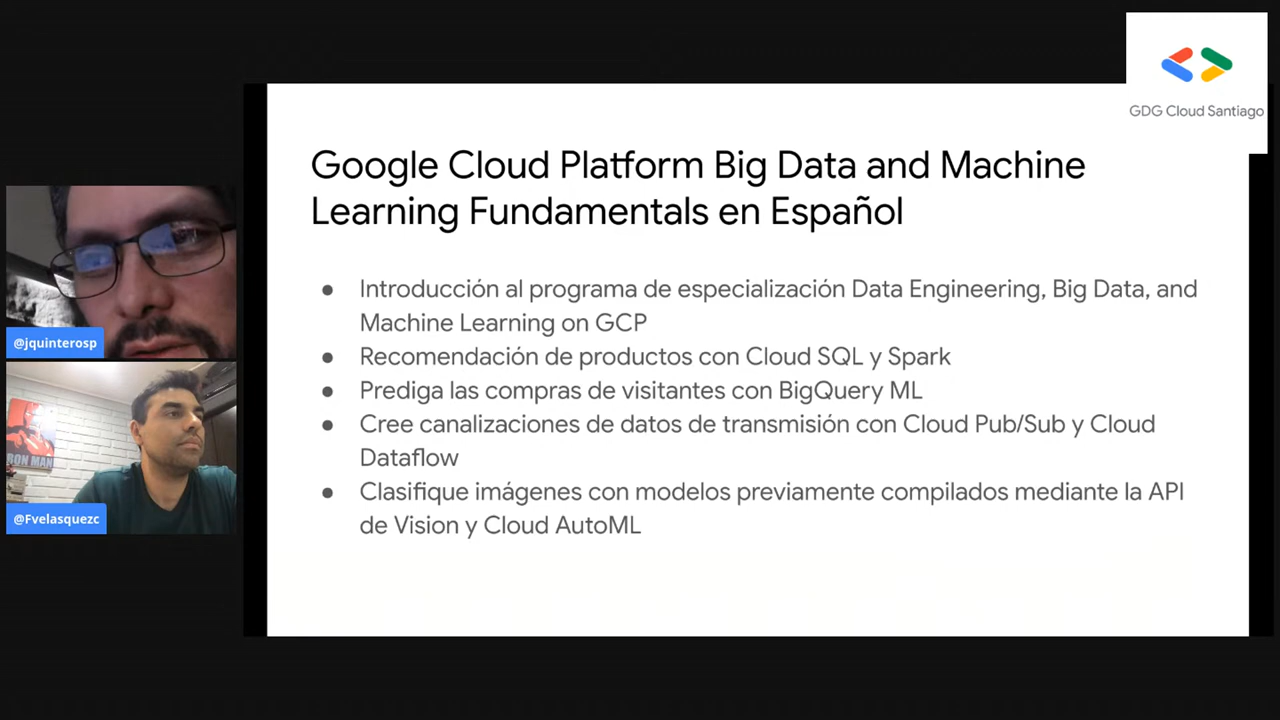 GDG Cloud Santiago
Google Cloud Platform Big Data and Machine
Learning Fundamentals en Español
● Introducción al programa de especialización Data Engineering, Big Data, and
Machine Learning on GCP
● Recomendación de productos con Cloud SQL y Spark
● Prediga las compras de visitantes con BigQuery ML
● Cree canalizaciones de datos de transmisión con Cloud Pub/Sub y Cloud
Dataflow
● Clasifique imágenes con modelos previamente compilados mediante la API
de Vision y Cloud AutoML
@jquinterosp
IRON MAN
@Fvelasquezc